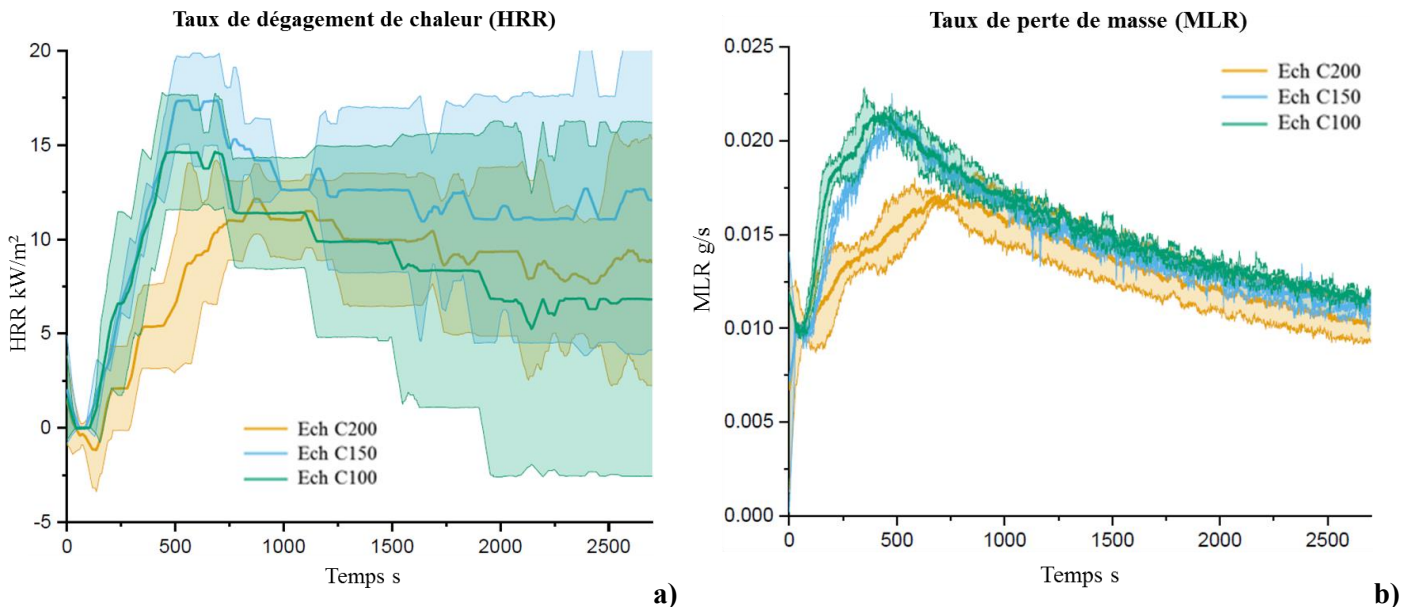 Taux de dégagement de chaleur (HRR)
20
15
10
5
0
-5
HRR kW/m²
Ech C200
Ech C150
Ech C100
0 500 1000 1500 2000 2500
Temps s
a)
Taux de perte de masse (MLR)
0.025
0.020
0.015
0.010
0.005
0.000
MLR g/s
Ech C200
Ech C150
Ech C100
0 500 1000 1500 2000 2500
Temps s
b)